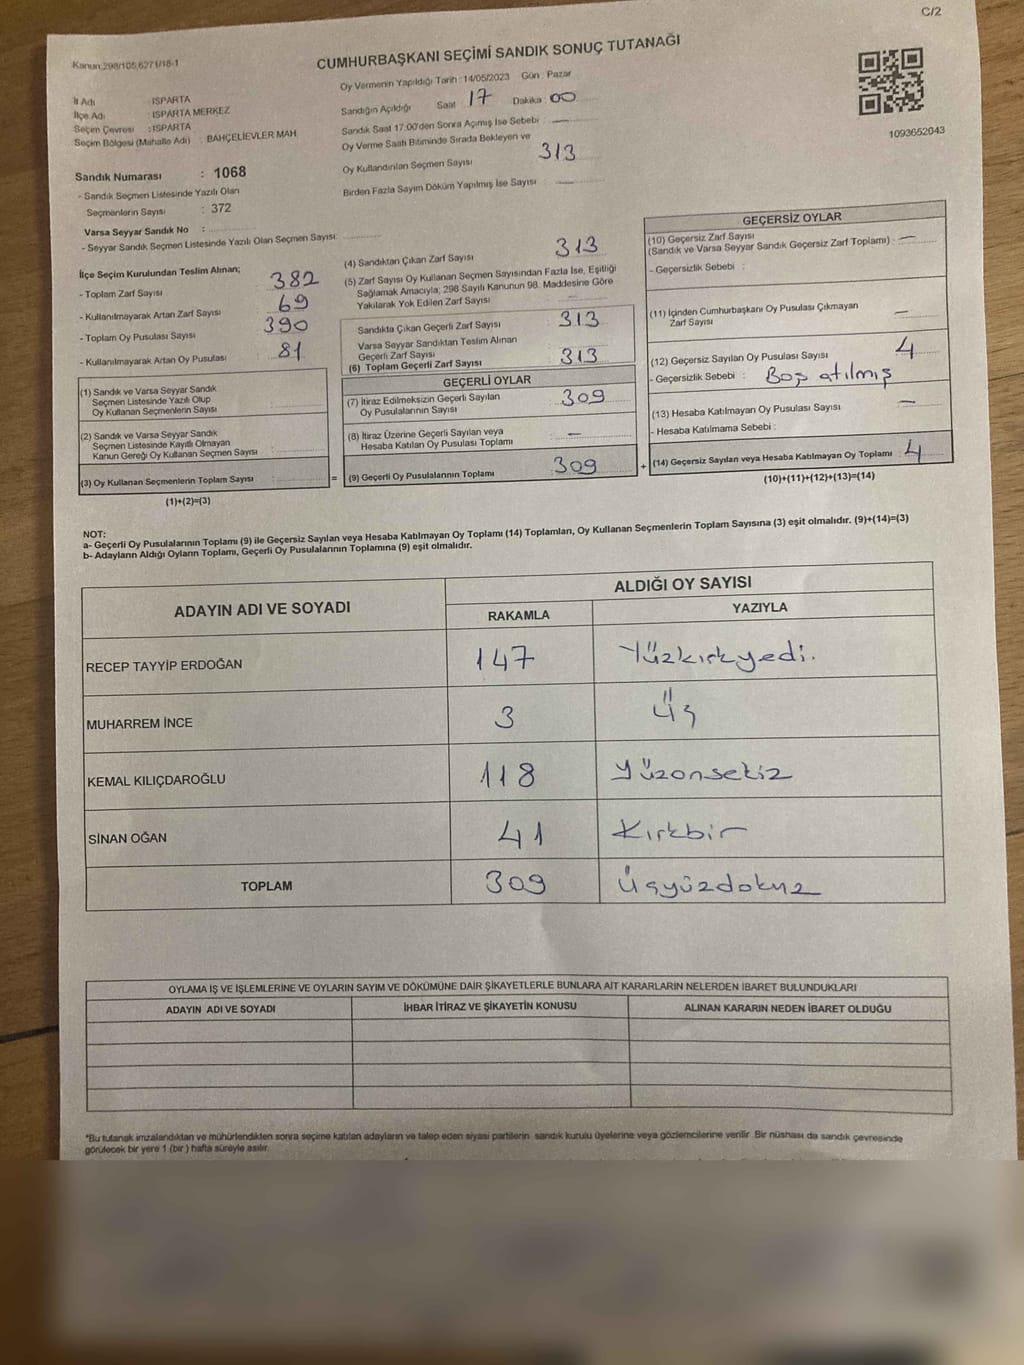 C/2
Kanun:298/105,6271/18-1
CUMHURBAŞKANI SEÇİMİ SANDIK SONUÇ TUTANAĞI
Oy Vermenin Yapıldığı Tarih : 14/05/2023 Gün : Pazar
İl Adı : ISPARTA
İlçe Adı : ISPARTA MERKEZ
Seçim Çevresi : ISPARTA
Seçim Bölgesi (Mahalle Adı) : BAHÇELİEVLER MAH
Sandığın Açıldığı Saat 17 Dakika : 00
Sandık Saat 17:00'den Sonra Açımış İse Sebebi : —
Oy Verme Saati Bitiminde Sırada Bekleyen ve
Oy Kullandırılan Seçmen Sayısı 313
Birden Fazla Sayım Döküm Yapılmış İse Sayısı : —
1093652043
Sandık Numarası : 1068
- Sandık Seçmen Listesinde Yazılı Olan
Seçmenlerin Sayısı : 372
Varsa Seyyar Sandık No :
- Seyyar Sandık Seçmen Listesinde Yazılı Olan Seçmen Sayısı:
İlçe Seçim Kurulundan Teslim Alınan;
- Toplam Zarf Sayısı : 382
- Kullanılmayarak Artan Zarf Sayısı : 69
- Toplam Oy Pusulası Sayısı : 390
- Kullanılmayarak Artan Oy Pusulası : 81
(1) Sandık ve Varsa Seyyar Sandık
Seçmen Listesinde Yazılı Olup
Oy Kullanan Seçmenlerin Sayısı :
(2) Sandık ve Varsa Seyyar Sandık
Seçmen Listesinde Kayıtlı Olmayan
Kanun Gereği Oy Kullanan Seçmen Sayısı :
(3) Oy Kullanan Seçmenlerin Toplam Sayısı :
(1)+(2)=(3)
=
(4) Sandıktan Çıkan Zarf Sayısı : 313
(5) Zarf Sayısı Oy Kullanan Seçmen Sayısından Fazla İse, Eşitliği
Sağlamak Amacıyla; 298 Sayılı Kanunun 98. Maddesine Göre
Yakılarak Yok Edilen Zarf Sayısı : —
Sandıkta Çıkan Geçerli Zarf Sayısı : 313
Varsa Seyyar Sandıktan Teslim Alınan
Geçerli Zarf Sayısı :
(6) Toplam Geçerli Zarf Sayısı : 313
GEÇERLİ OYLAR
(7) İtiraz Edilmeksizin Geçerli Sayılan
Oy Pusulalarının Sayısı : 309
(8) İtiraz Üzerine Geçerli Sayılan veya
Hesaba Katılan Oy Pusulası Toplamı : —
(9) Geçerli Oy Pusulalarının Toplamı : 309
+
GEÇERSİZ OYLAR
(10) Geçersiz Zarf Sayısı
(Sandık ve Varsa Seyyar Sandık Geçersiz Zarf Toplamı) : —
- Geçersizlik Sebebi :
(11) İçinden Cumhurbaşkanı Oy Pusulası Çıkmayan
Zarf Sayısı : —
(12) Geçersiz Sayılan Oy Pusulası Sayısı : 4
- Geçersizlik Sebebi : Boş atılmış
(13) Hesaba Katılmayan Oy Pusulası Sayısı : —
- Hesaba Katılmama Sebebi :
(14) Geçersiz Sayılan veya Hesaba Katılmayan Oy Toplamı : 4
(10)+(11)+(12)+(13)=(14)
NOT:
a- Geçerli Oy Pusulalarının Toplamı (9) ile Geçersiz Sayılan veya Hesaba Katılmayan Oy Toplamı (14) Toplamları, Oy Kullanan Seçmenlerin Toplam Sayısına (3) eşit olmalıdır. (9)+(14)=(3)
b- Adayların Aldığı Oyların Toplamı, Geçerli Oy Pusulalarının Toplamına (9) eşit olmalıdır.
ADAYIN ADI VE SOYADI
ALDIĞI OY SAYISI
RAKAMLA YAZIYLA
RECEP TAYYİP ERDOĞAN 147 Yüzkırkyedi.
MUHARREM İNCE 3 Üç
KEMAL KILIÇDAROĞLU 118 Yüzonsekiz
SİNAN OĞAN 41 Kırkbir
TOPLAM 309 Üçyüzdokuz
OYLAMA İŞ VE İŞLEMLERİNE VE OYLARIN SAYIM VE DÖKÜMÜNE DAİR ŞİKAYETLERLE BUNLARA AİT KARARLARIN NELERDEN İBARET BULUNDUKLARI
ADAYIN ADI VE SOYADI İHBAR İTİRAZ VE ŞİKAYETİN KONUSU ALINAN KARARIN NEDEN İBARET OLDUĞU
*Bu tutanak imzalandıktan ve mühürlendikten sonra seçime katılan adayların ve talep eden siyasi partilerin sandık kurulu üyelerine veya gözlemcilerine verilir. Bir nüshası da sandık çevresinde
görülecek bir yere 1 (bir) hafta süreyle asılır.